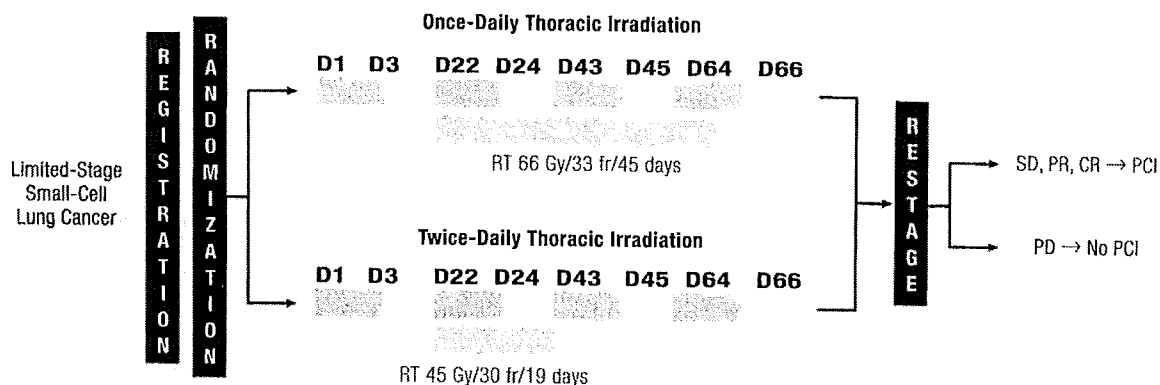 Limited-Stage
Small-Cell
Lung Cancer
REGISTRATION
RANDOMIZATION
Once-Daily Thoracic Irradiation
D1 D3 D22 D24 D43 D45 D64 D66
RT 66 Gy/33 fr/45 days
Twice-Daily Thoracic Irradiation
D1 D3 D22 D24 D43 D45 D64 D66
RT 45 Gy/30 fr/19 days
RESTAGE
SD, PR, CR → PCI
PD → No PCI